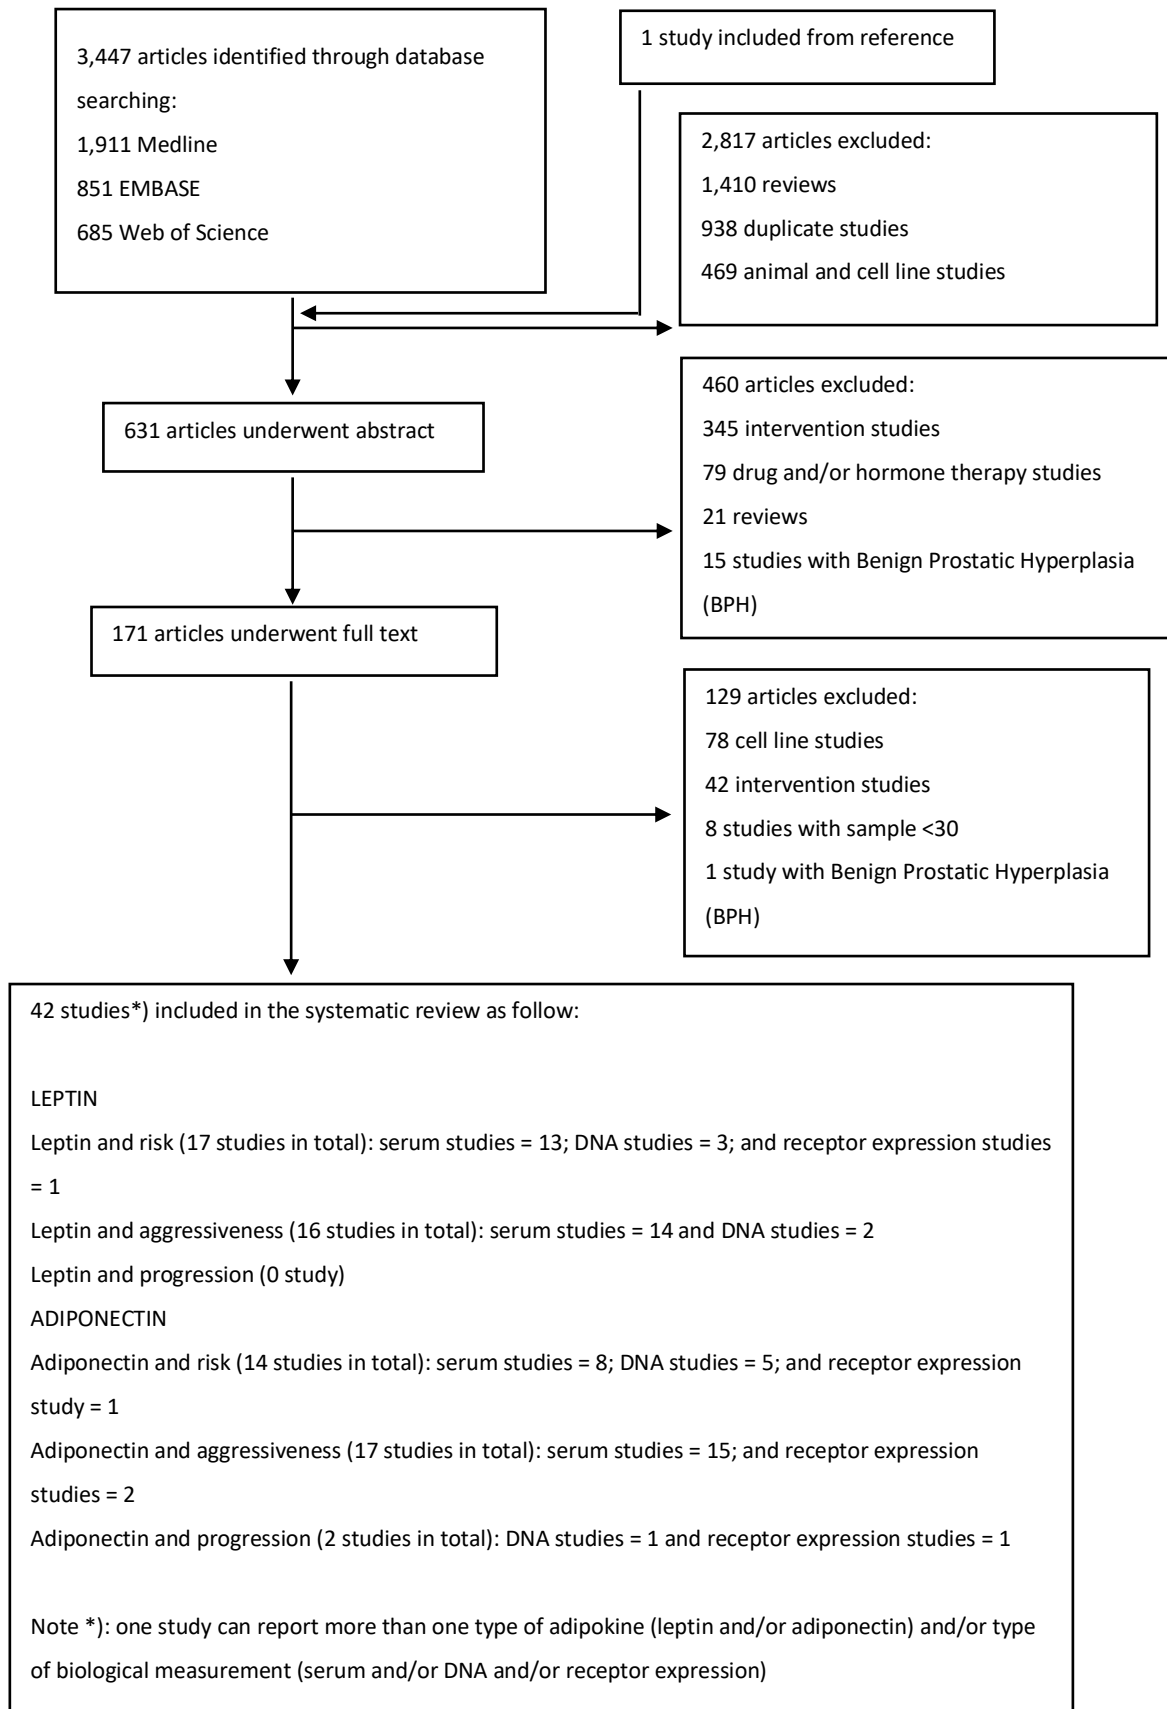 3,447 articles identified through database
searching:
1,911 Medline
851 EMBASE
685 Web of Science
1 study included from reference
2,817 articles excluded:
1,410 reviews
938 duplicate studies
469 animal and cell line studies
631 articles underwent abstract
460 articles excluded:
345 intervention studies
79 drug and/or hormone therapy studies
21 reviews
15 studies with Benign Prostatic Hyperplasia
(BPH)
171 articles underwent full text
129 articles excluded:
78 cell line studies
42 intervention studies
8 studies with sample <30
1 study with Benign Prostatic Hyperplasia
(BPH)
42 studies*) included in the systematic review as follow:
LEPTIN
Leptin and risk (17 studies in total): serum studies = 13; DNA studies = 3; and receptor expression studies
= 1
Leptin and aggressiveness (16 studies in total): serum studies = 14 and DNA studies = 2
Leptin and progression (0 study)
ADIPONECTIN
Adiponectin and risk (14 studies in total): serum studies = 8; DNA studies = 5; and receptor expression
study = 1
Adiponectin and aggressiveness (17 studies in total): serum studies = 15; and receptor expression
studies = 2
Adiponectin and progression (2 studies in total): DNA studies = 1 and receptor expression studies = 1
Note *): one study can report more than one type of adipokine (leptin and/or adiponectin) and/or type
of biological measurement (serum and/or DNA and/or receptor expression)